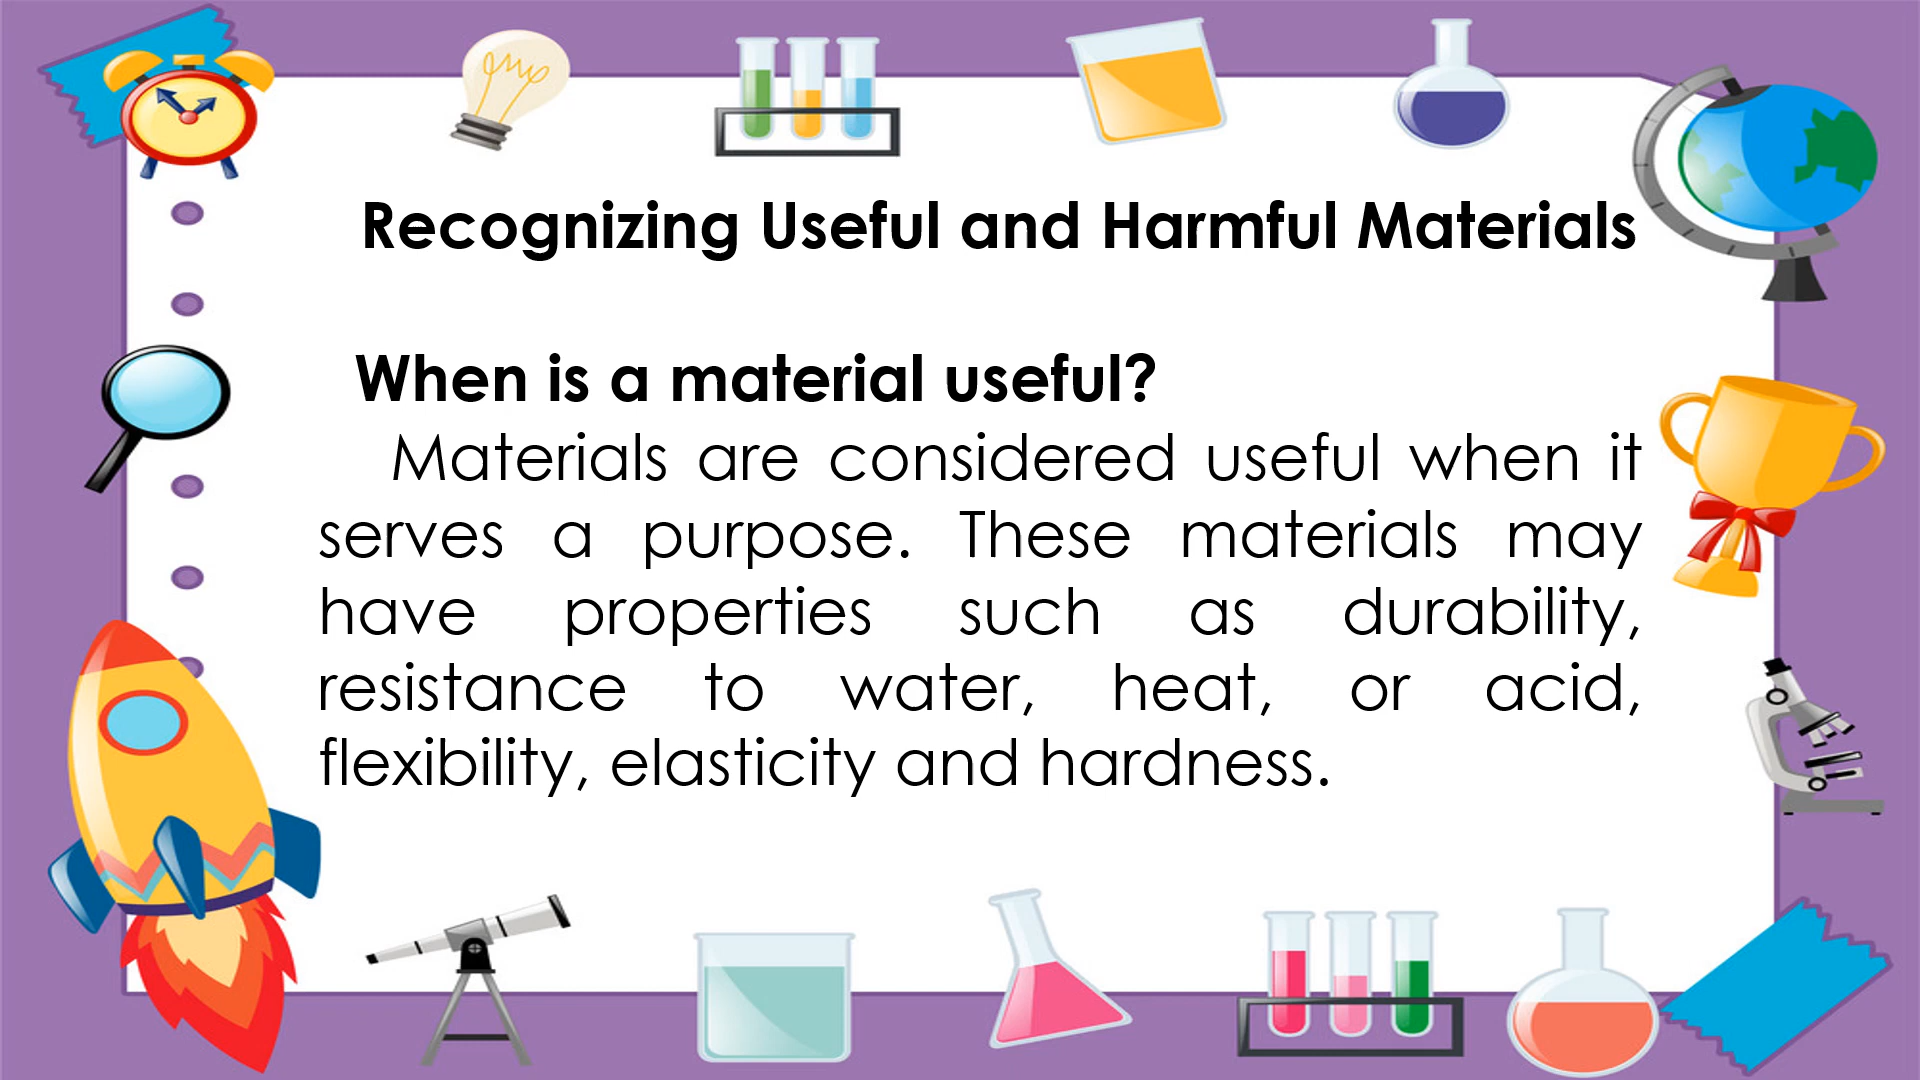 Recognizing Useful and Harmful Materials
When is a material useful?
Materials are considered useful when it
serves a purpose. These materials may
have properties such as durability,
resistance to water, heat, or acid,
flexibility, elasticity and hardness.